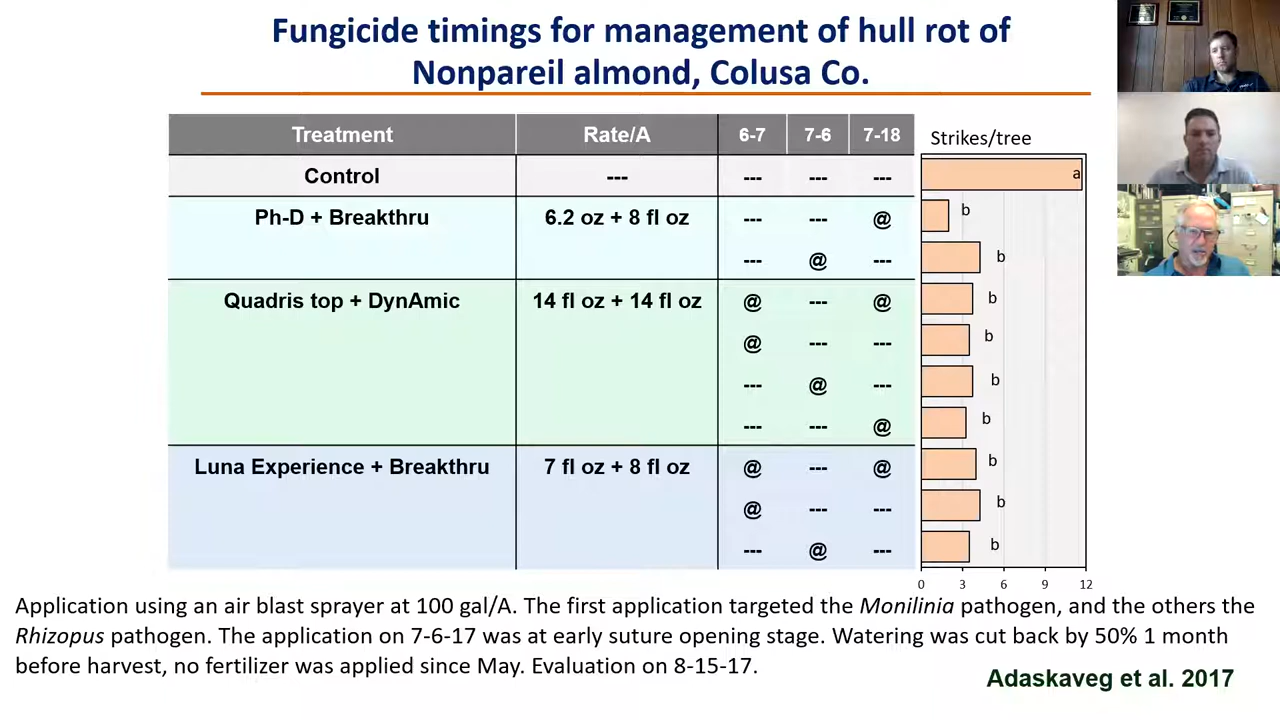 Fungicide timings for management of hull rot of
Nonpareil almond, Colusa Co.
Treatment Rate/A 6-7 7-6 7-18 Strikes/tree
Control --- --- --- --- a
Ph-D + Breakthru 6.2 oz + 8 fl oz --- --- @ b
--- @ --- b
Quadris top + DynAmic 14 fl oz + 14 fl oz @ --- @ b
@ --- --- b
--- @ --- b
--- --- @ b
Luna Experience + Breakthru 7 fl oz + 8 fl oz @ --- @ b
@ --- --- b
--- @ --- b
0 3 6 9 12
Application using an air blast sprayer at 100 gal/A. The first application targeted the Monilinia pathogen, and the others the
Rhizopus pathogen. The application on 7-6-17 was at early suture opening stage. Watering was cut back by 50% 1 month
before harvest, no fertilizer was applied since May. Evaluation on 8-15-17.
Adaskaveg et al. 2017